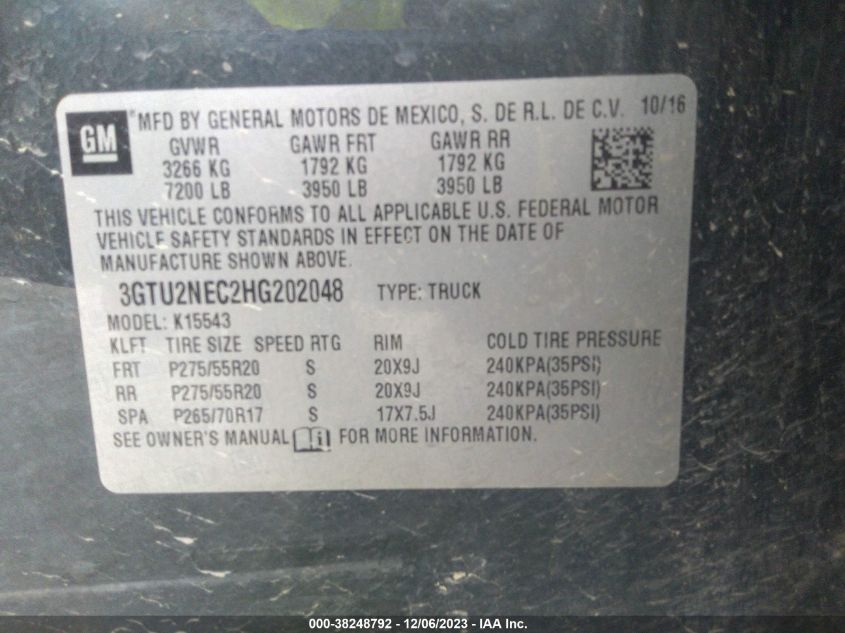 GM
MFD BY GENERAL MOTORS DE MEXICO, S. DE R.L. DE C.V. 10/16
GVWR GAWR FRT GAWR RR
3266 KG 1792 KG 1792 KG
7200 LB 3950 LB 3950 LB
THIS VEHICLE CONFORMS TO ALL APPLICABLE U.S. FEDERAL MOTOR
VEHICLE SAFETY STANDARDS IN EFFECT ON THE DATE OF
MANUFACTURE SHOWN ABOVE.
3GTU2NEC2HG202048 TYPE: TRUCK
MODEL: K15543
KLFT TIRE SIZE SPEED RTG RIM COLD TIRE PRESSURE
FRT P275/55R20 S 20X9J 240KPA(35PSI)
RR P275/55R20 S 20X9J 240KPA(35PSI)
SPA P265/70R17 S 17X7.5J 240KPA(35PSI)
SEE OWNER'S MANUAL FOR MORE INFORMATION.
000-38248792 - 12/06/2023 - IAA Inc.